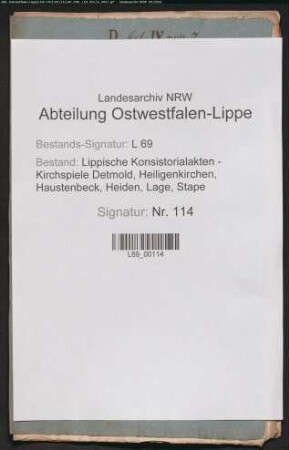 Landesarchiv NRW
Abteilung Ostwestfalen-Lippe
Bestands-Signatur: L 69
Bestand: Lippische Konsistorialakten -
Kirchspiele Detmold, Heiligenkirchen,
Haustenbeck, Heiden, Lage, Stape
Signatur: Nr. 114
L69_00114